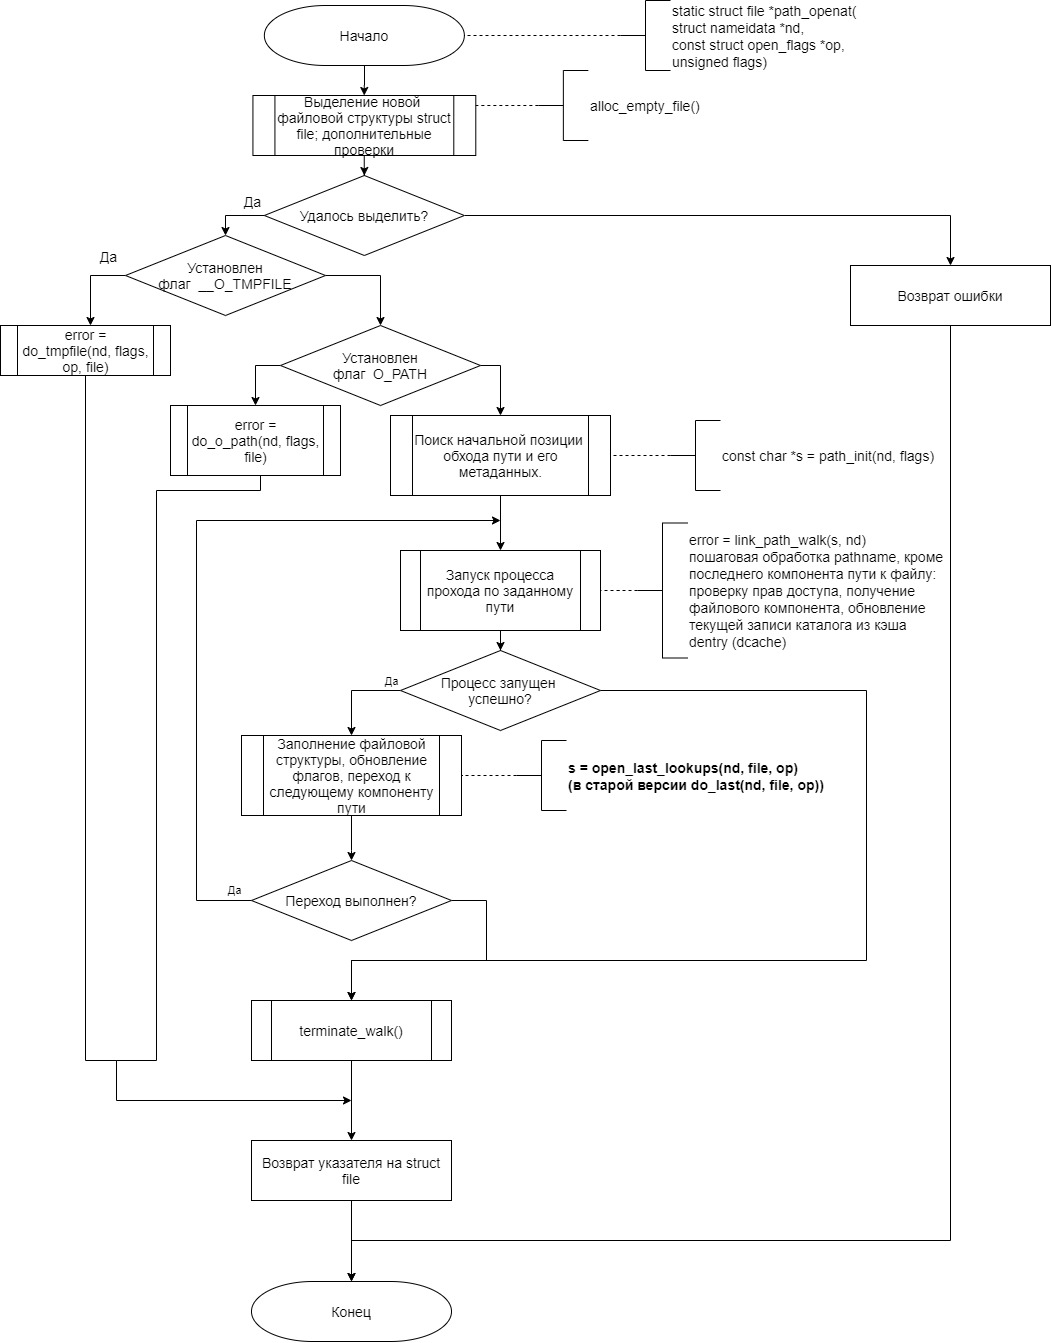 Начало
static struct file *path_openat(
struct nameidata *nd,
const struct open_flags *op,
unsigned flags)
Выделение новой
файловой структуры struct
file; дополнительные
проверки
alloc_empty_file()
Да
Удалось выделить?
Да
Установлен
флаг __O_TMPFILE
Возврат ошибки
error =
do_tmpfile(nd, flags,
op, file)
Установлен
флаг O_PATH
error =
do_o_path(nd, flags,
file)
Поиск начальной позиции
обхода пути и его
метаданных.
const char *s = path_init(nd, flags)
Запуск процесса
прохода по заданному
пути
error = link_path_walk(s, nd)
пошаговая обработка pathname, кроме
последнего компонента пути к файлу:
проверку прав доступа, получение
файлового компонента, обновление
текущей записи каталога из кэша
dentry (dcache)
Да
Процесс запущен
успешно?
Заполнение файловой
структуры, обновление
флагов, переход к
следующему компоненту
пути
s = open_last_lookups(nd, file, op)
(в старой версии do_last(nd, file, op))
Да
Переход выполнен?
terminate_walk()
Возврат указателя на struct
file
Конец